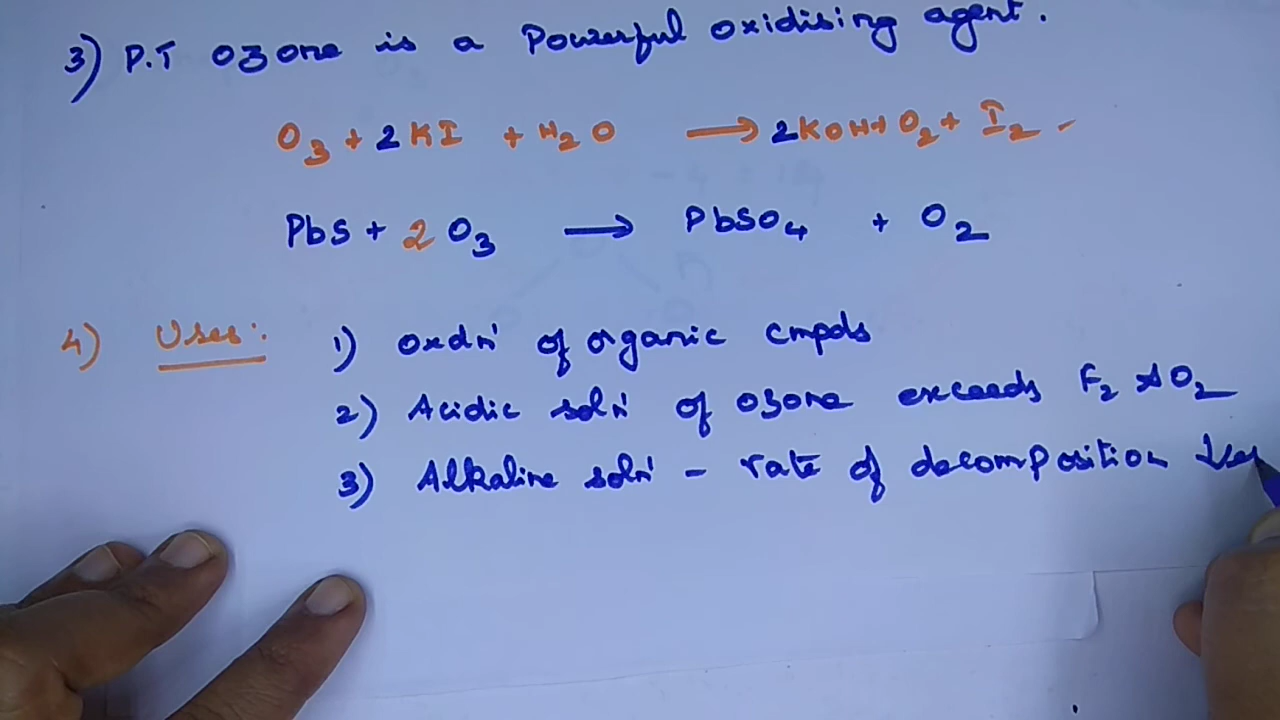 3) P.T ozone is a Powerful oxidising agent.
O₃ + 2KI + H₂O ⟶ 2KOH + O₂ + I₂
PbS + 2O₃ ⟶ PbSO₄ + O₂
4) Uses: 1) oxdn' of organic cmpds
2) Acidic soln' of ozone exceeds F₂ & O₂
3) Alkaline soln' - rate of decomposition